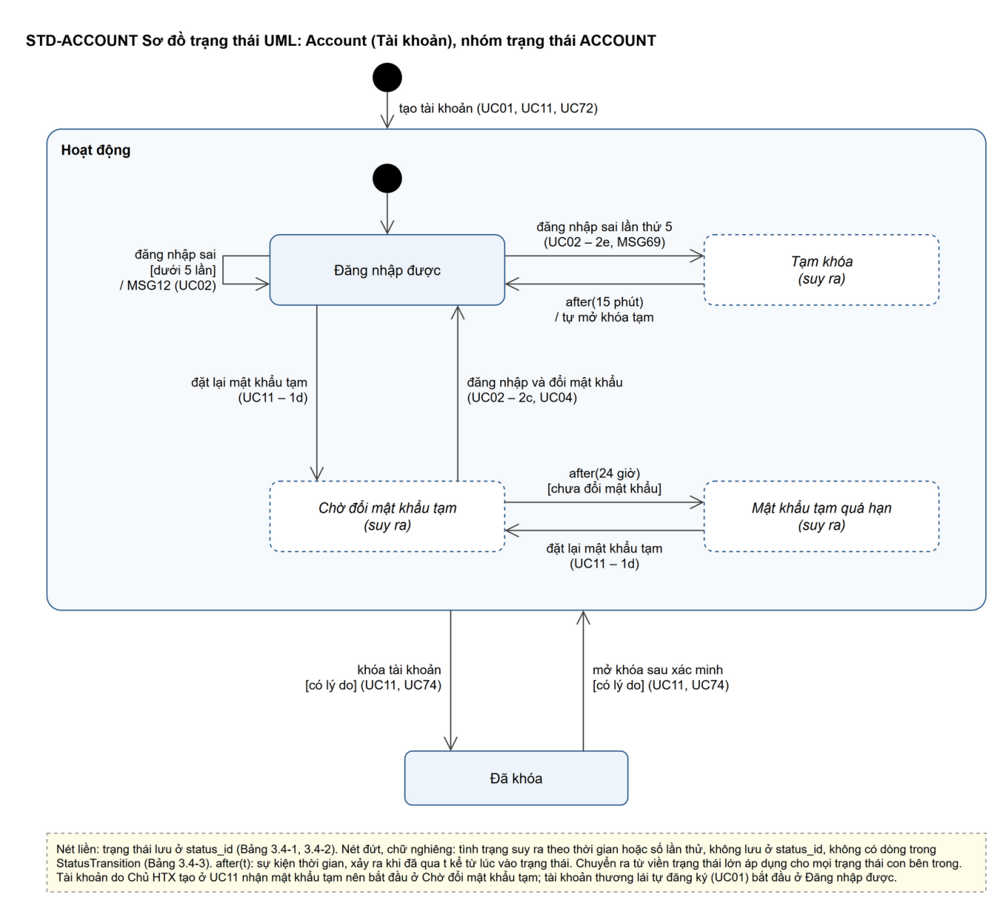 STD-ACCOUNT Sơ đồ trạng thái UML: Account (Tài khoản), nhóm trạng thái ACCOUNT
tạo tài khoản (UC01, UC11, UC72)
Hoạt động
đăng nhập sai
[dưới 5 lần]
/ MSG12 (UC02)
Đăng nhập được
đăng nhập sai lần thứ 5
(UC02 – 2e, MSG69)
Tạm khóa
(suy ra)
after(15 phút)
/ tự mở khóa tạm
đặt lại mật khẩu tạm
(UC11 – 1d)
đăng nhập và đổi mật khẩu
(UC02 – 2c, UC04)
Chờ đổi mật khẩu tạm
(suy ra)
after(24 giờ)
[chưa đổi mật khẩu]
Mật khẩu tạm quá hạn
(suy ra)
đặt lại mật khẩu tạm
(UC11 – 1d)
khóa tài khoản
[có lý do] (UC11, UC74)
mở khóa sau xác minh
[có lý do] (UC11, UC74)
Đã khóa
Nét liền: trạng thái lưu ở status_id (Bảng 3.4-1, 3.4-2). Nét đứt, chữ nghiêng: tình trạng suy ra theo thời gian hoặc số lần thử, không lưu ở status_id, không có dòng trong
StatusTransition (Bảng 3.4-3). after(t): sự kiện thời gian, xảy ra khi đã qua t kể từ lúc vào trạng thái. Chuyển ra từ viền trạng thái lớn áp dụng cho mọi trạng thái con bên trong.
Tài khoản do Chủ HTX tạo ở UC11 nhận mật khẩu tạm nên bắt đầu ở Chờ đổi mật khẩu tạm; tài khoản thương lái tự đăng ký (UC01) bắt đầu ở Đăng nhập được.